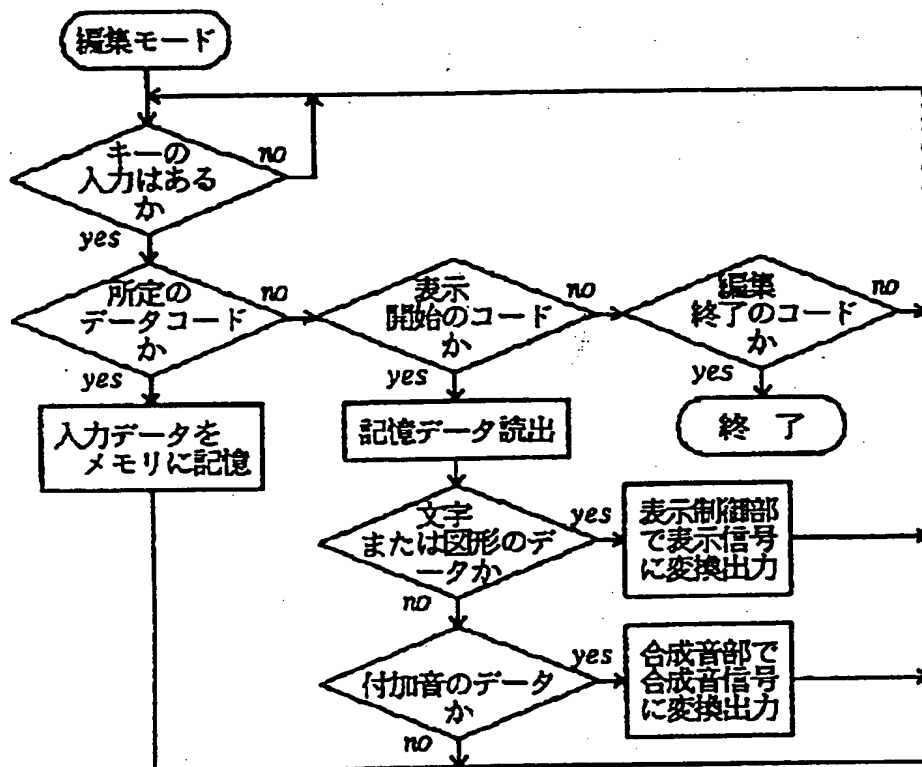 編集モード
キーの
入力はある
か
no
yes
所定の
データコード
か
no
yes
表示
開始のコード
か
no
yes
編集
終了のコード
か
no
yes
入力データを
メモリに記憶
記憶データ読出
終了
文字
または図形のデ
ータか
yes
no
表示制御部
で表示信号
に変換出力
付加音のデータ
か
yes
no
合成音部で
合成音信号
に変換出力